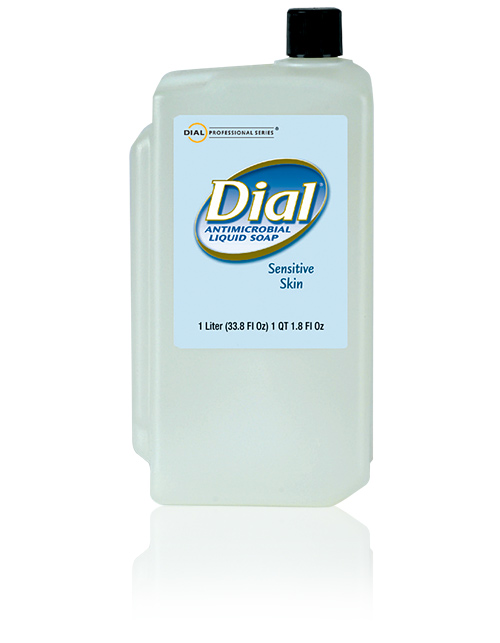 DIAL PROFESSIONAL SERIES®
Dial
ANTIMICROBIAL
LIQUID SOAP
Sensitive
Skin
1 Liter (33.8 Fl Oz) 1 QT 1.8 Fl Oz